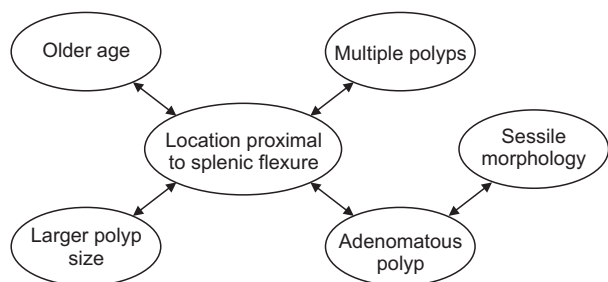 Older age
Multiple polyps
Location proximal
to splenic flexure
Sessile
morphology
Larger polyp
size
Adenomatous
polyp